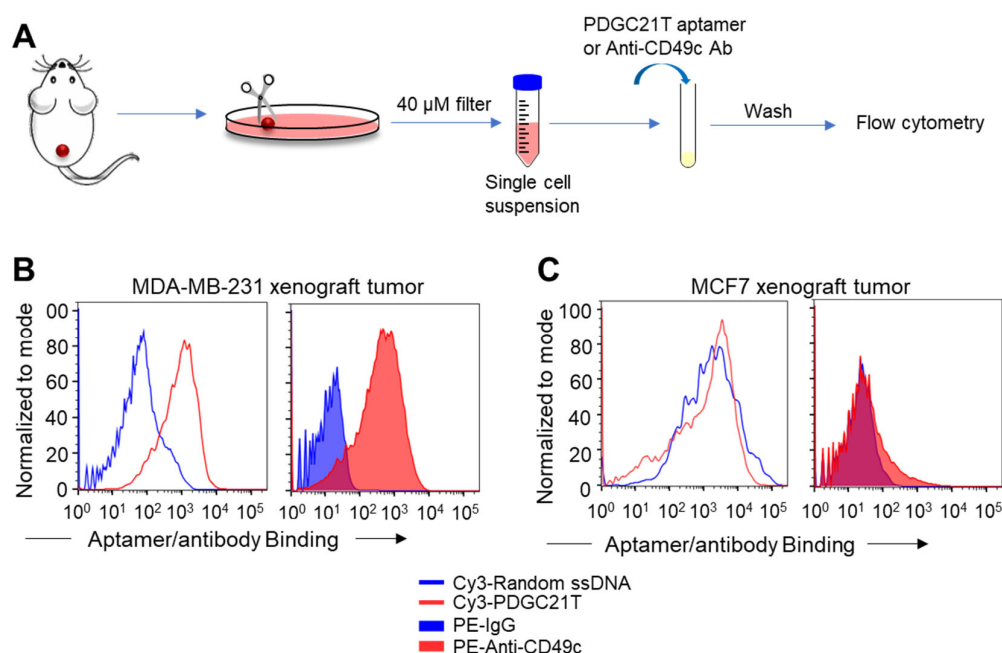 A
PDGC21T aptamer
or Anti-CD49c Ab
40 µM filter
Wash
Flow cytometry
Single cell
suspension
B
MDA-MB-231 xenograft tumor
Normalized to mode
00
80
60
40
20
0
0 10¹ 10² 10³ 10⁴ 10⁵
0 10¹ 10² 10³ 10⁴ 10⁵
Aptamer/antibody Binding
C
MCF7 xenograft tumor
Normalized to mode
100
80
60
40
20
0
0 10¹ 10² 10³ 10⁴ 10⁵
0 10¹ 10² 10³ 10⁴ 10⁵
Aptamer/antibody Binding
Cy3-Random ssDNA
Cy3-PDGC21T
PE-IgG
PE-Anti-CD49c